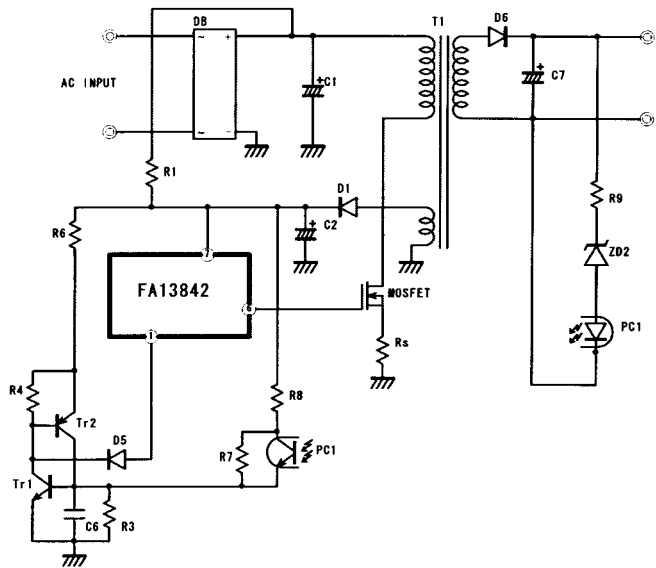 DB
T1
D6
~
+
+
C1
+
C7
AC INPUT
~
-
R1
D1
R9
R6
+
C2
7
ZD2
FA13842
MOSFET
6
PC1
1
Rs
R4
R8
Tr2
D5
R7
PC1
Tr1
C6
R3